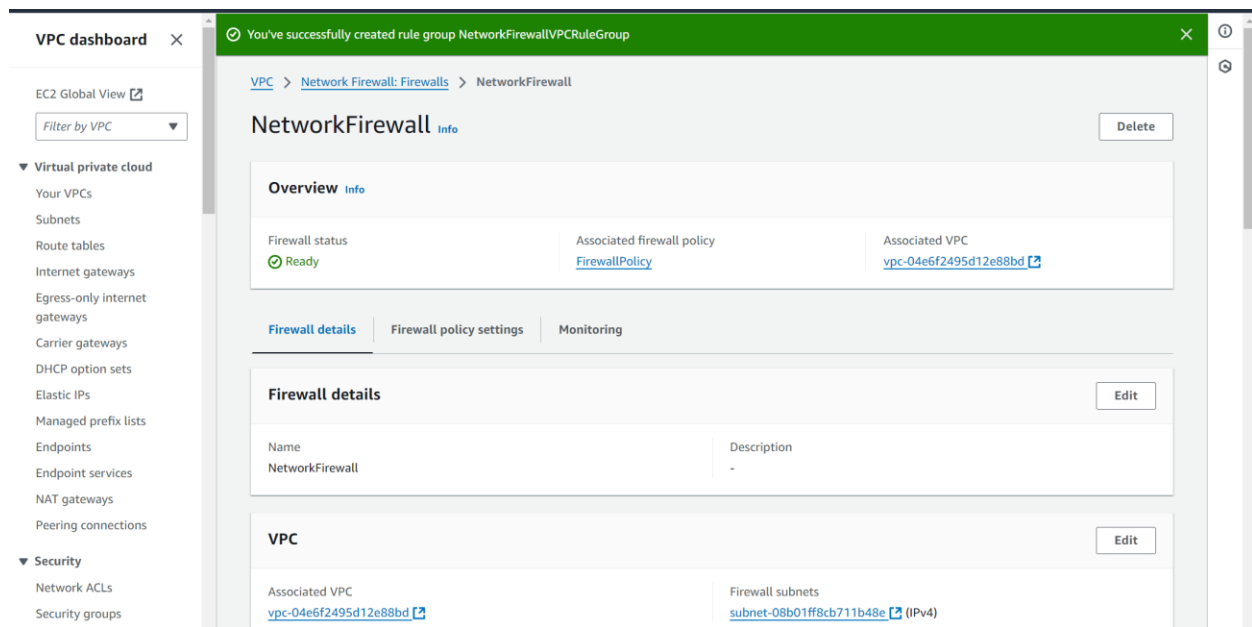 VPC dashboard
You've successfully created rule group NetworkFirewallVPCRuleGroup
EC2 Global View
Filter by VPC
Virtual private cloud
Your VPCs
Subnets
Route tables
Internet gateways
Egress-only internet
gateways
Carrier gateways
DHCP option sets
Elastic IPs
Managed prefix lists
Endpoints
Endpoint services
NAT gateways
Peering connections
Security
Network ACLs
Security groups
VPC > Network Firewall: Firewalls > NetworkFirewall
NetworkFirewall Info
Delete
Overview Info
Firewall status
Ready
Associated firewall policy
FirewallPolicy
Associated VPC
vpc-04e6f2495d12e88bd
Firewall details
Firewall policy settings
Monitoring
Firewall details
Edit
Name
NetworkFirewall
Description
-
VPC
Edit
Associated VPC
vpc-04e6f2495d12e88bd
Firewall subnets
subnet-08b01ff8cb711b48e (IPv4)